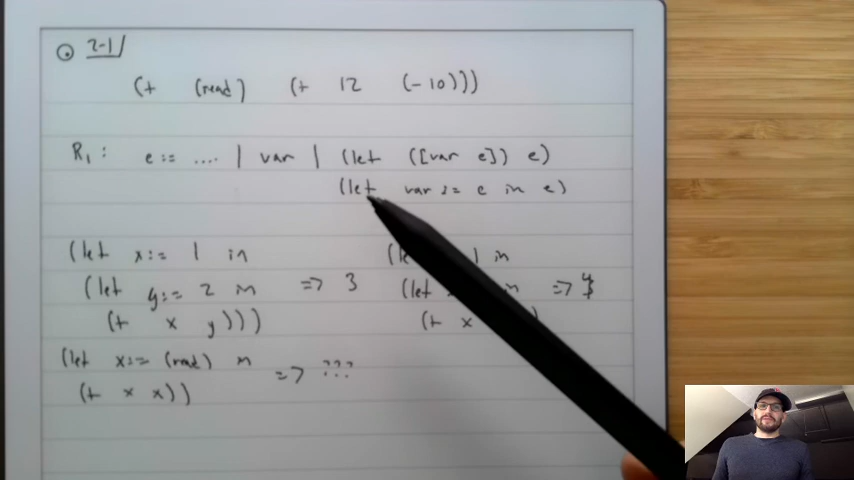 ⊙ 2-1/
(+ (read) (+ 12 (-10)))
R₁: e := .... | var | (let ([var e]) e)
(let var := e in e)
(let x := 1 in
(let y := 2 in => 3
(+ x y)))
1 in
(let => 4
(+ x
(let x := (read) in => ???
(+ x x))